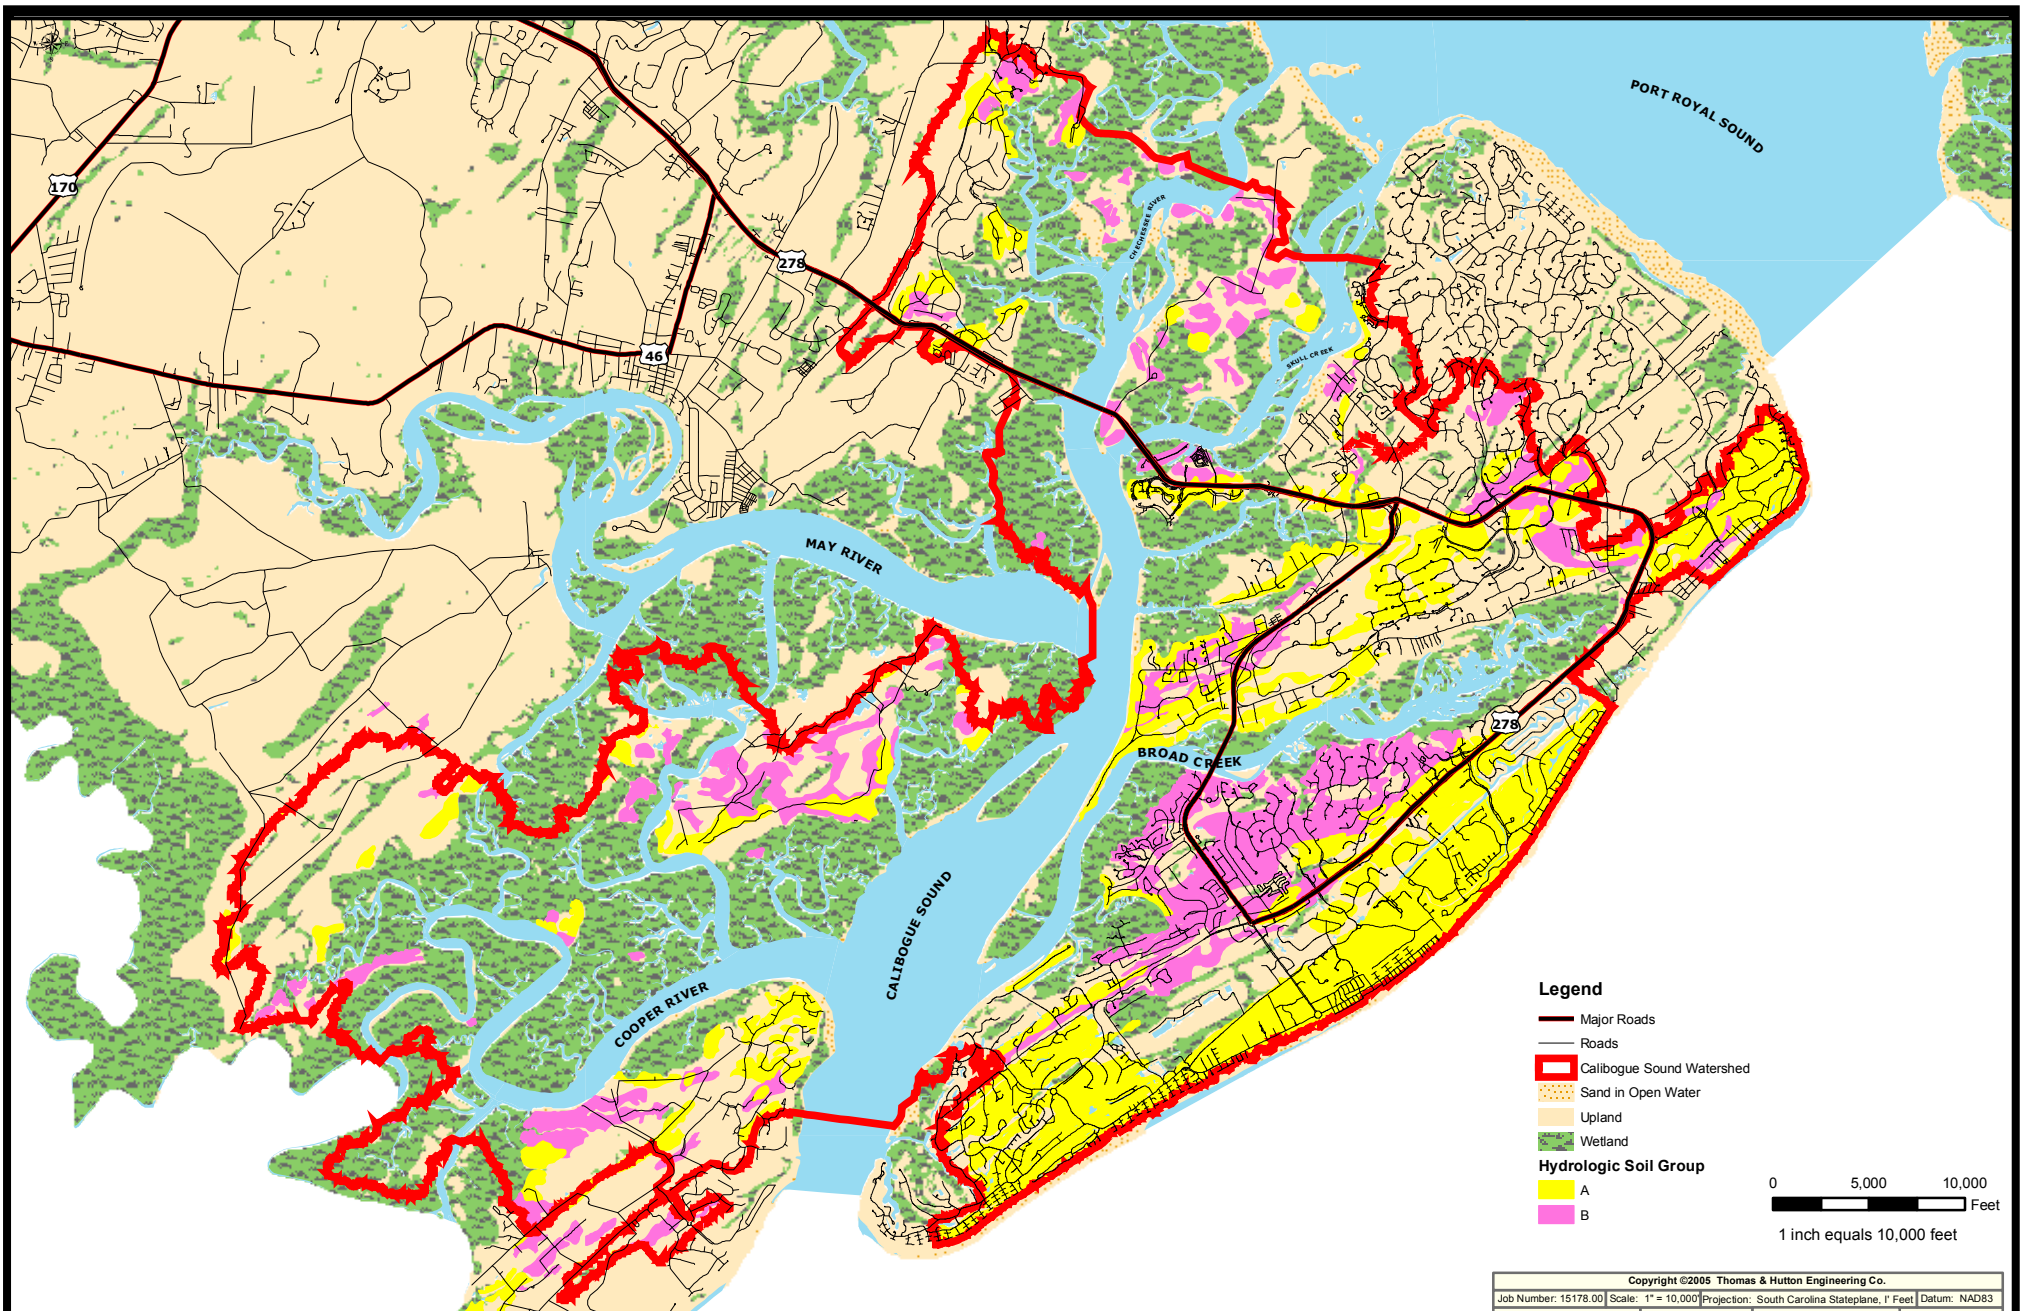 PORT ROYAL SOUND
170
CHECHESSEE RIVER
278
46
SKULL CREEK
MAY RIVER
278
BROAD CREEK
CALIBOGUE SOUND
COOPER RIVER
Legend
Major Roads
Roads
Calibogue Sound Watershed
Sand in Open Water
Upland
Wetland
Hydrologic Soil Group
A
B
0 5,000 10,000
Feet
1 inch equals 10,000 feet
Copyright ©2005 Thomas & Hutton Engineering Co.
Job Number: 15178.00 Scale: 1" = 10,000' Projection: South Carolina Stateplane, I' Feet Datum: NAD83